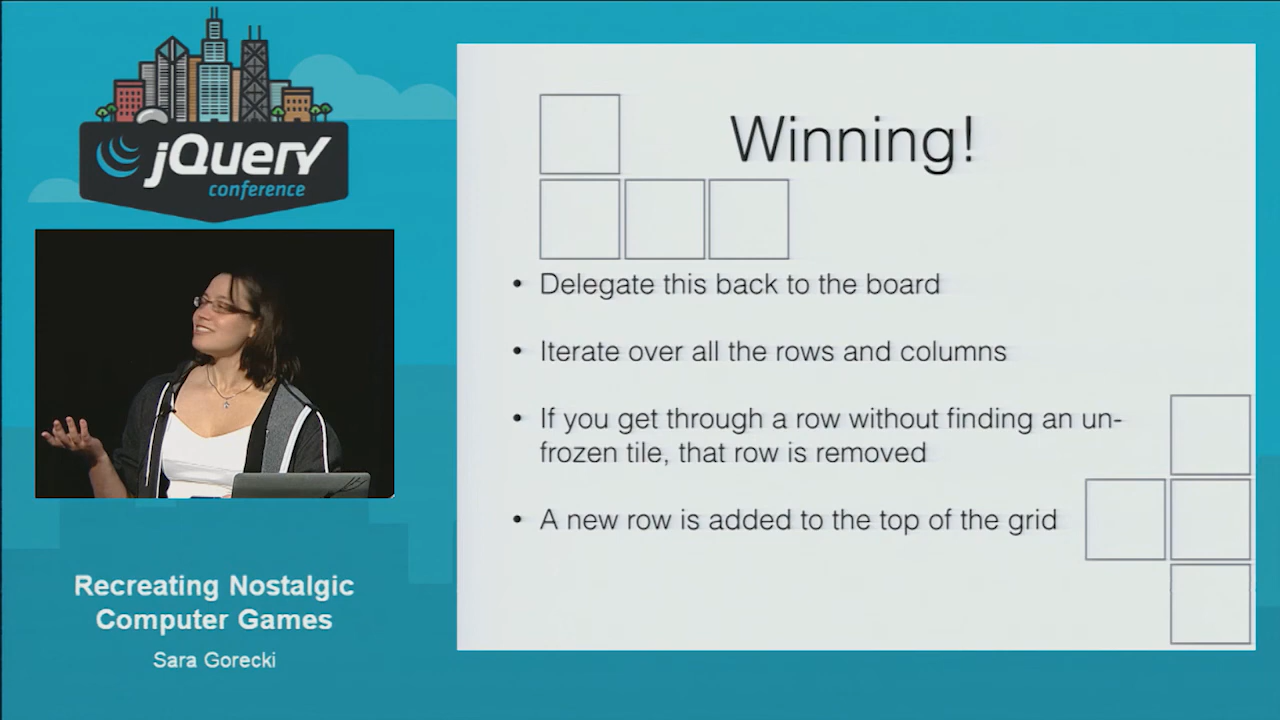 jQuery
conference
Recreating Nostalgic
Computer Games
Sara Gorecki
Winning!
• Delegate this back to the board
• Iterate over all the rows and columns
• If you get through a row without finding an un-
frozen tile, that row is removed
• A new row is added to the top of the grid